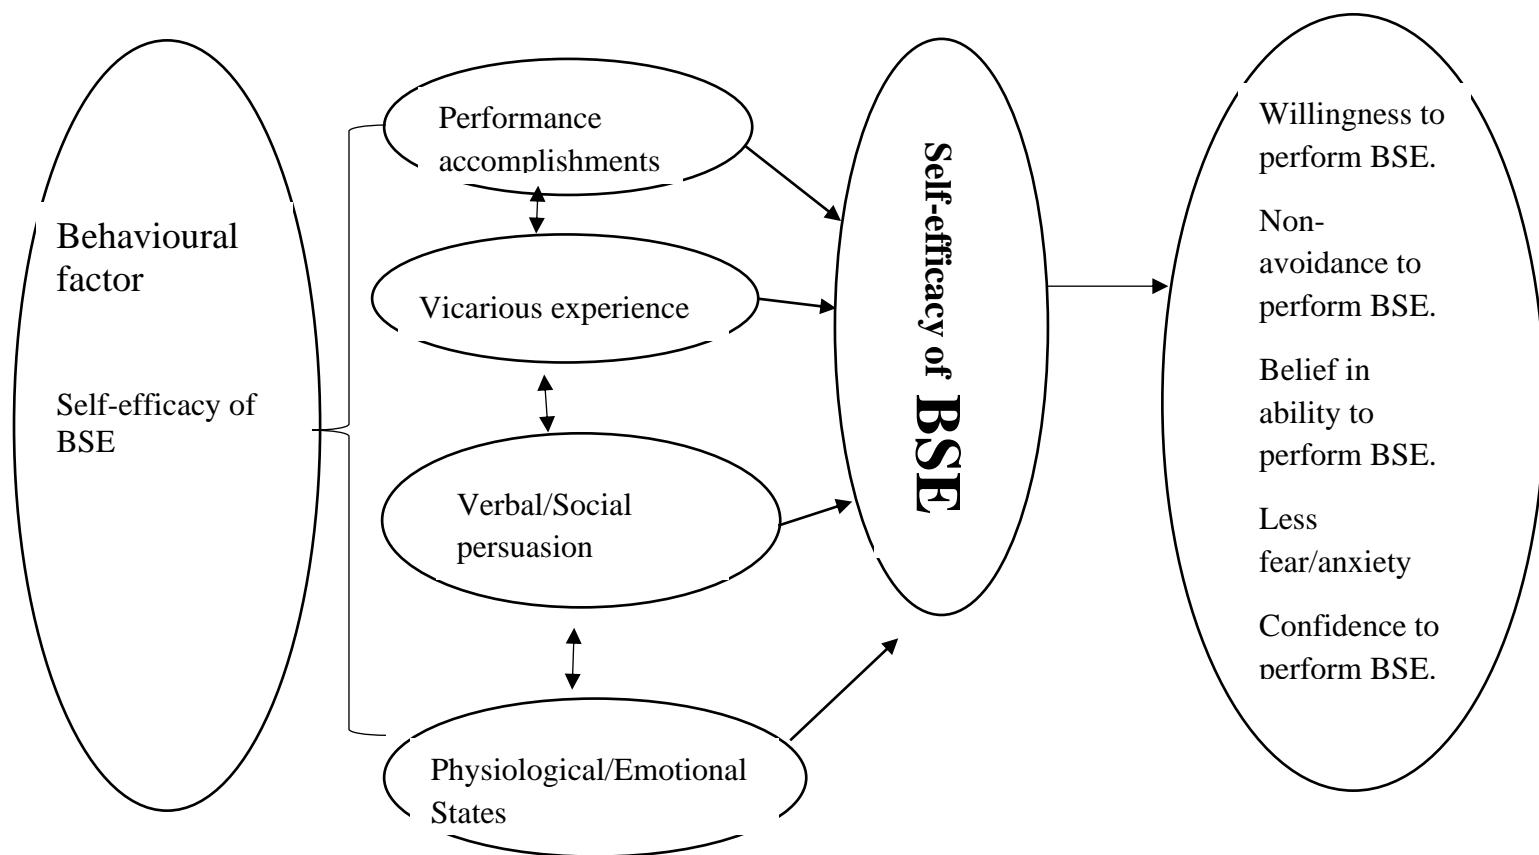 Behavioural
factor
Self-efficacy of
BSE
Performance
accomplishments
Vicarious experience
Verbal/Social
persuasion
Physiological/Emotional
States
Self-efficacy of BSE
Willingness to
perform BSE.
Non-
avoidance to
perform BSE.
Belief in
ability to
perform BSE.
Less
fear/anxiety
Confidence to
perform BSE.